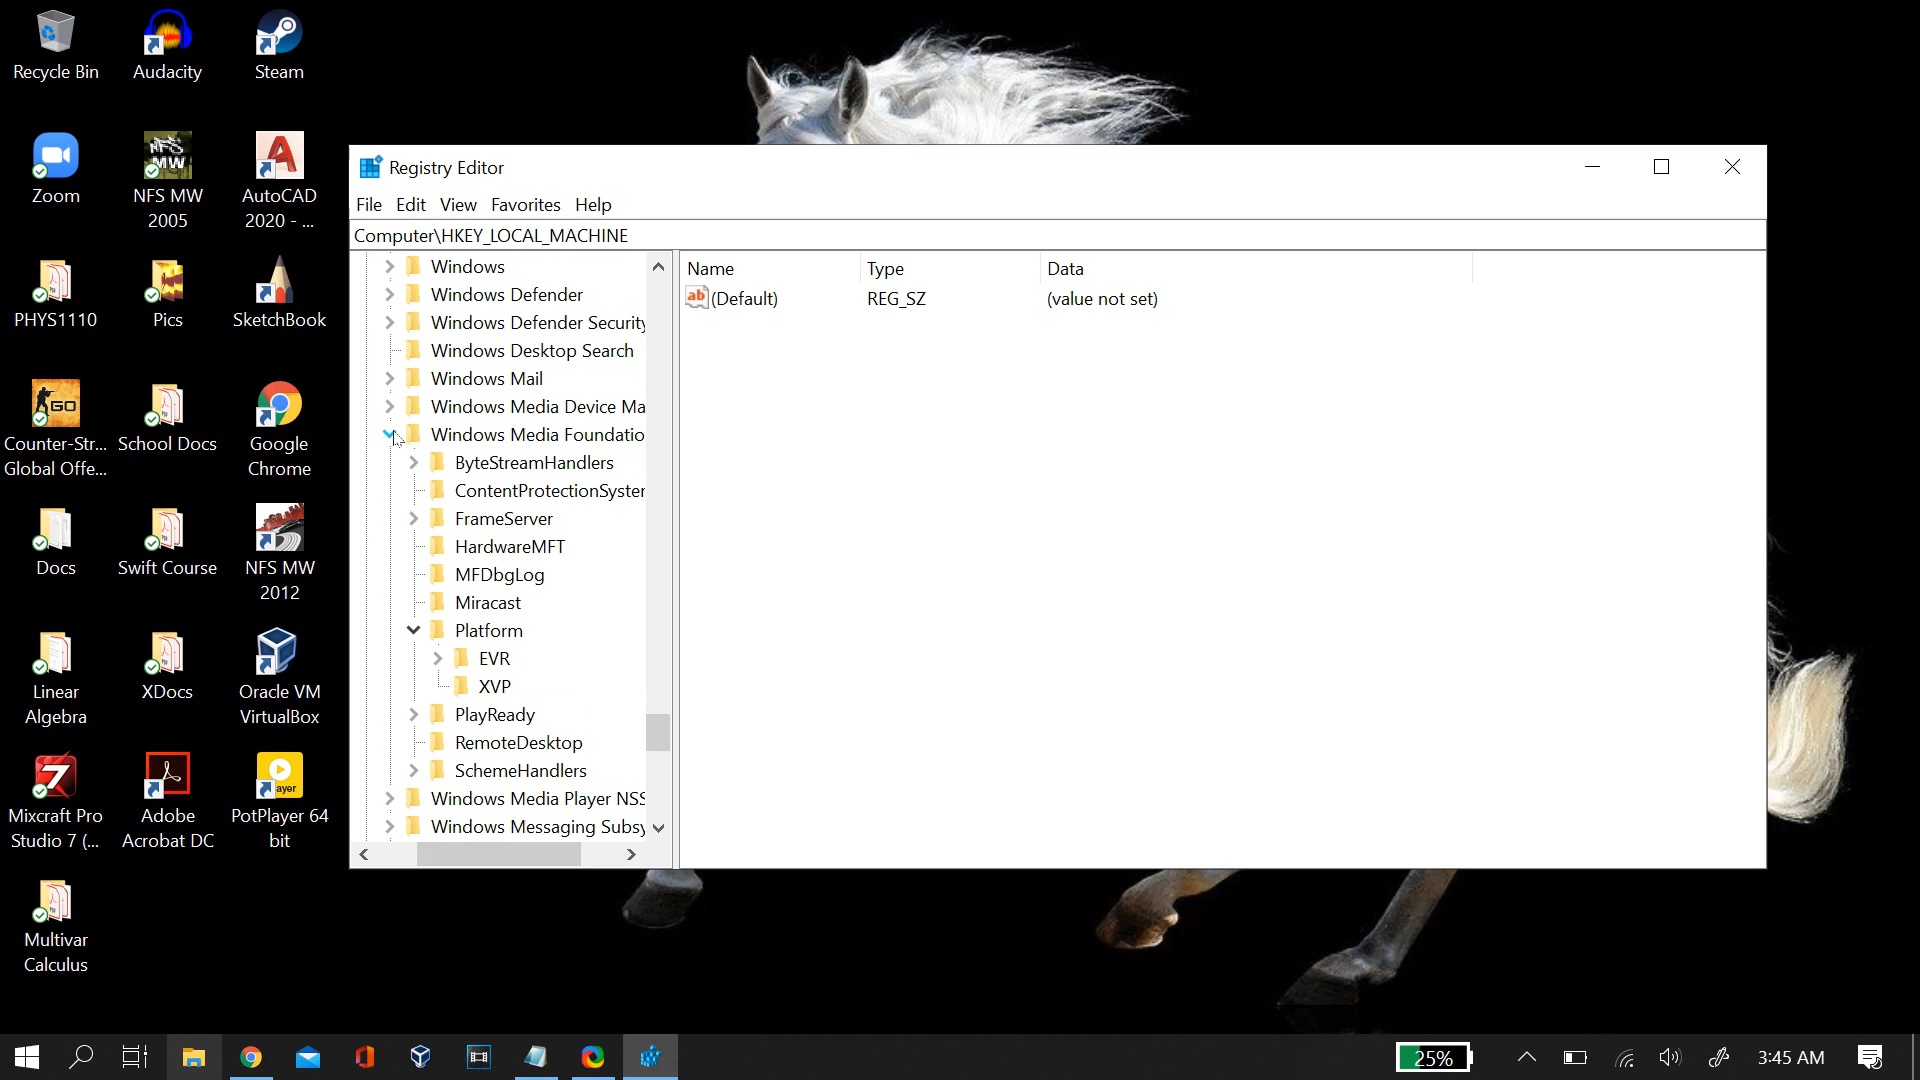 Recycle Bin
Audacity
Steam
Zoom
NFS MW
2005
AutoCAD
2020 - ...
PHYS1110
Pics
SketchBook
Counter-Str...
Global Offe...
School Docs
Google
Chrome
Docs
Swift Course
NFS MW
2012
Linear
Algebra
XDocs
Oracle VM
VirtualBox
Mixcraft Pro
Studio 7 (...
Adobe
Acrobat DC
PotPlayer 64
bit
Multivar
Calculus
Registry Editor
File Edit View Favorites Help
Computer\HKEY_LOCAL_MACHINE
Windows
Windows Defender
Windows Defender Security
Windows Desktop Search
Windows Mail
Windows Media Device Ma
Windows Media Foundatio
ByteStreamHandlers
ContentProtectionSyster
FrameServer
HardwareMFT
MFDbgLog
Miracast
Platform
EVR
XVP
PlayReady
RemoteDesktop
SchemeHandlers
Windows Media Player NSS
Windows Messaging Subsy
Name Type Data
ab (Default) REG_SZ (value not set)
25%
3:45 AM